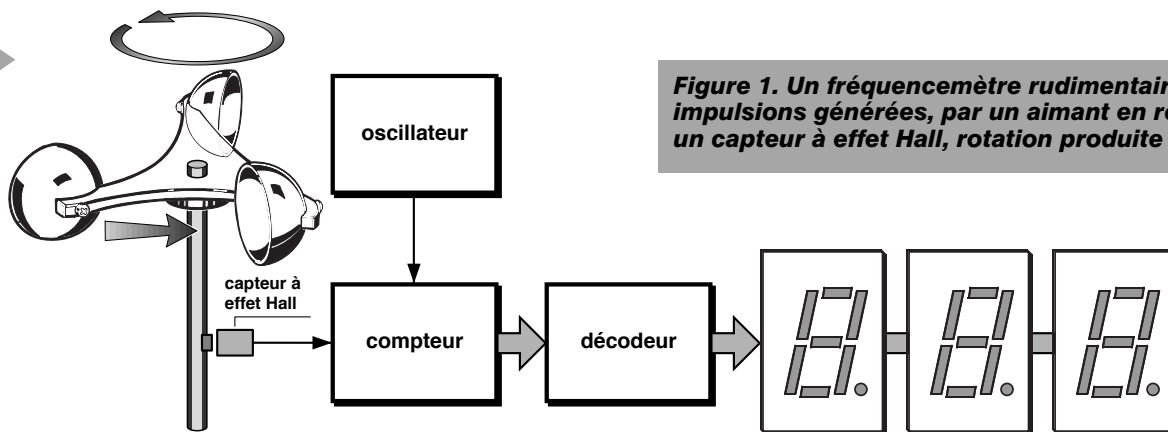 oscillateur
Figure 1. Un fréquencemètre rudimentair
impulsions générées, par un aimant en r
un capteur à effet Hall, rotation produite
capteur à
effet Hall
compteur
décodeur